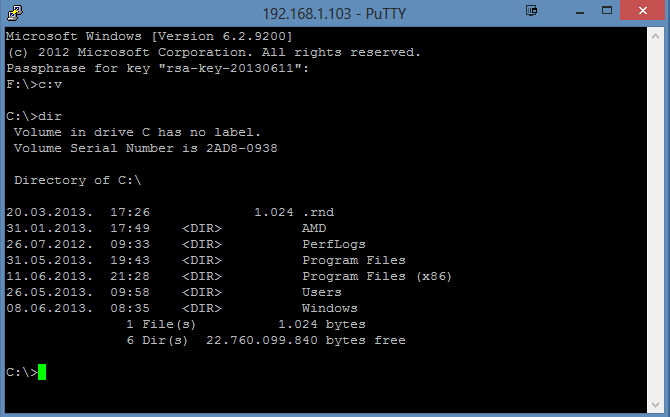 192.168.1.103 - PuTTY
Microsoft Windows [Version 6.2.9200]
(c) 2012 Microsoft Corporation. All rights reserved.
Passphrase for key "rsa-key-20130611":
F:\>c:v
C:\>dir
Volume in drive C has no label.
Volume Serial Number is 2AD8-0938
Directory of C:\
20.03.2013.  17:26             1.024 .rnd
31.01.2013.  17:49    <DIR>          AMD
26.07.2012.  09:33    <DIR>          PerfLogs
31.05.2013.  19:43    <DIR>          Program Files
11.06.2013.  21:28    <DIR>          Program Files (x86)
26.05.2013.  09:58    <DIR>          Users
08.06.2013.  08:35    <DIR>          Windows
1 File(s)          1.024 bytes
6 Dir(s)  22.760.099.840 bytes free
C:\>